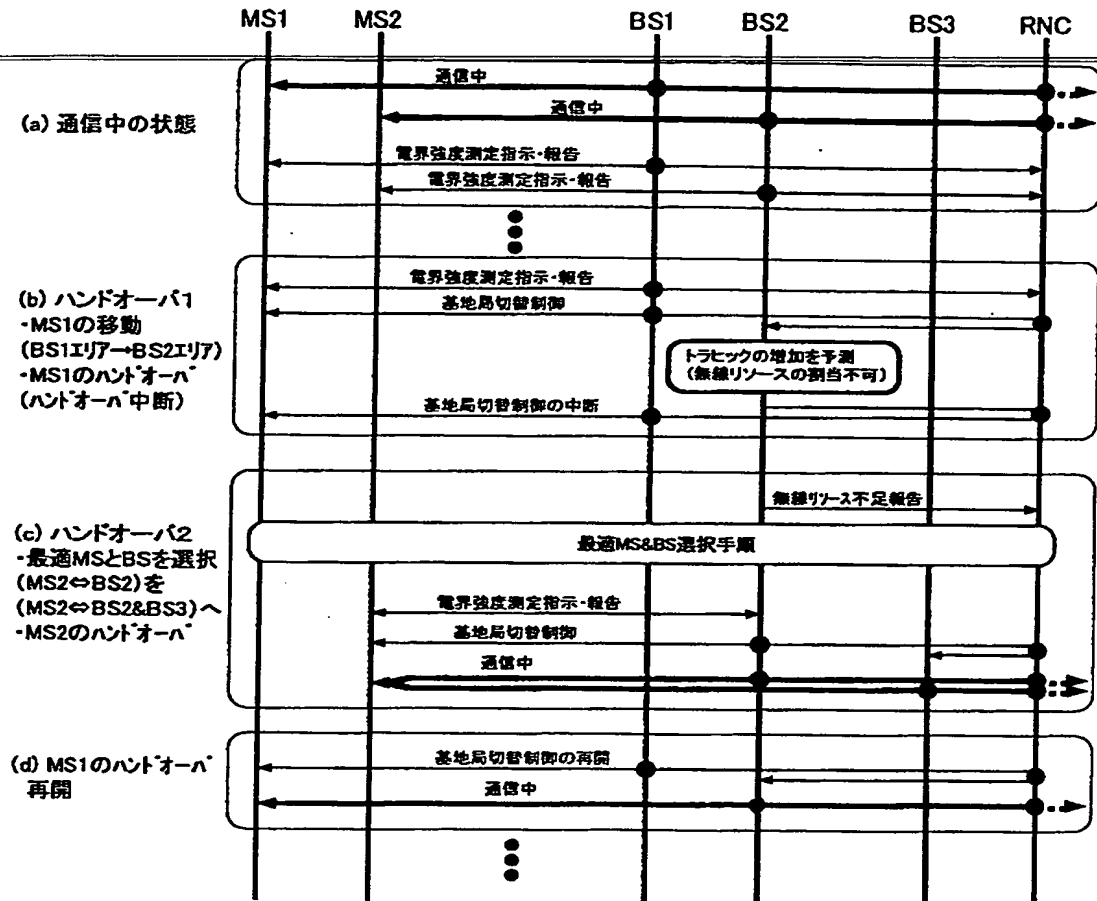 MS1 MS2 BS1 BS2 BS3 RNC
通信中
通信中
(a) 通信中の状態
電界強度測定指示・報告
電界強度測定指示・報告
電界強度測定指示・報告
(b) ハンドオーバ1
基地局切替制御
-MS1の移動
(BS1エリア→BS2エリア)
トラヒックの増加を予測
(無線リソースの割当不可)
-MS1のハンドオーバ
(ハンドオーバ中断)
基地局切替制御の中断
無線リソース不足報告
(c) ハンドオーバ2
最適MS&BS選択手順
-最適MSとBSを選択
(MS2⇔BS2)を
(MS2⇔BS2&BS3)へ
電界強度測定指示・報告
-MS2のハンドオーバ
基地局切替制御
通信中
(d) MS1のハンドオーバ
再開
基地局切替制御の再開
通信中